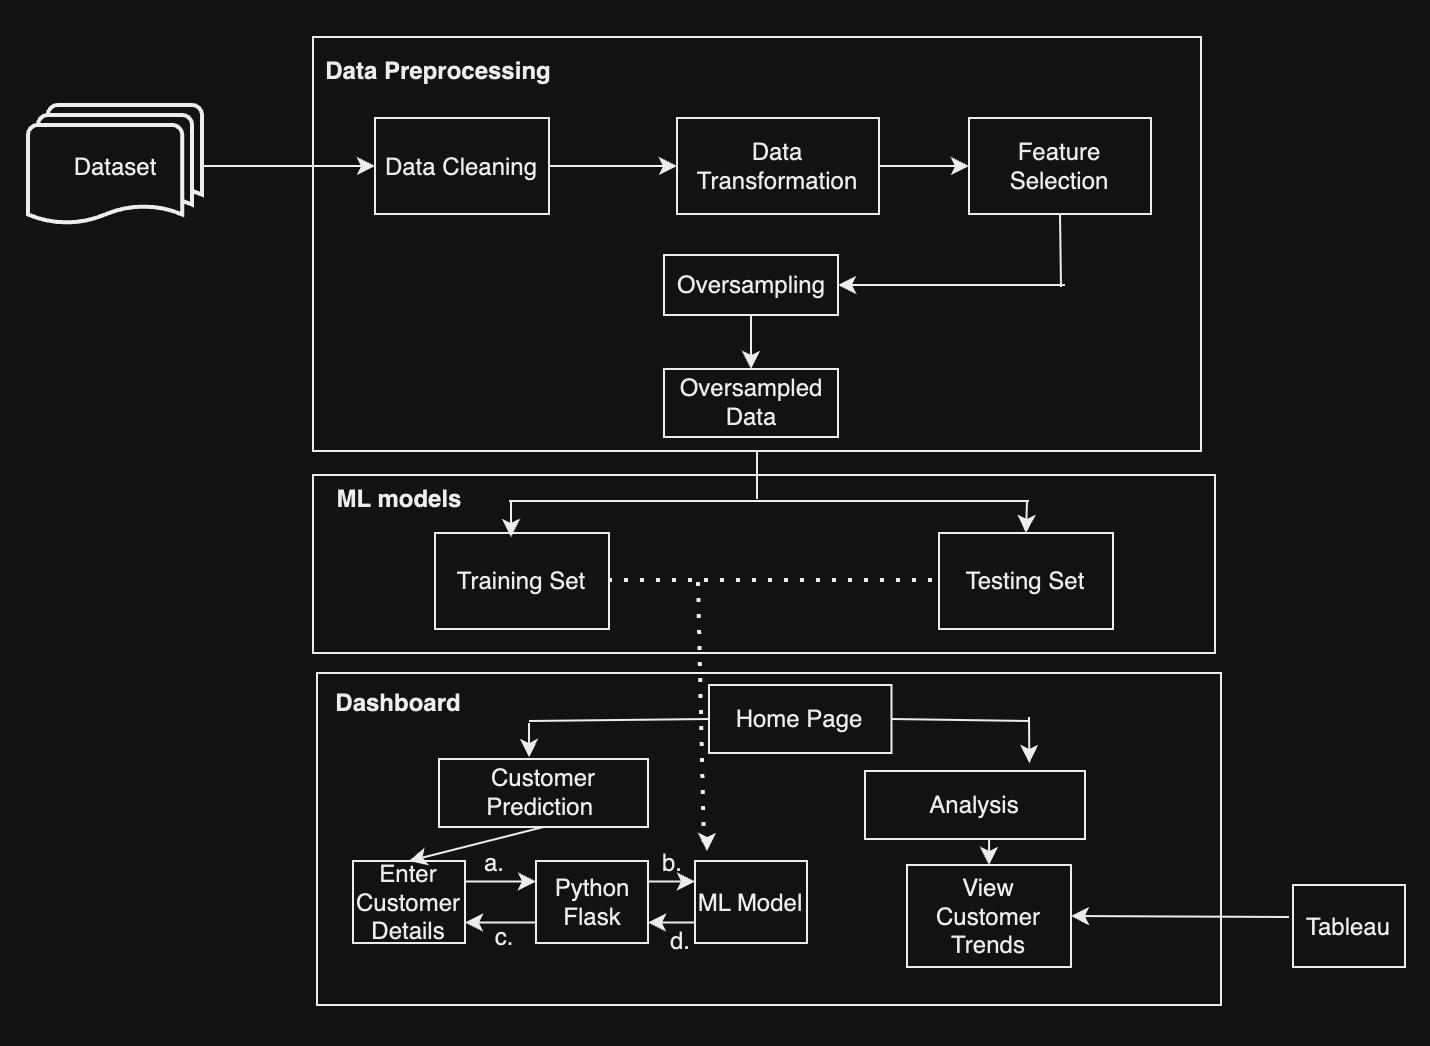 Data Preprocessing
Dataset
Data Cleaning
Data
Transformation
Feature
Selection
Oversampling
Oversampled
Data
ML models
Training Set
Testing Set
Dashboard
Home Page
Customer
Prediction
Analysis
Enter
Customer
Details
a.
Python
Flask
b.
ML Model
c.
d.
View
Customer
Trends
Tableau